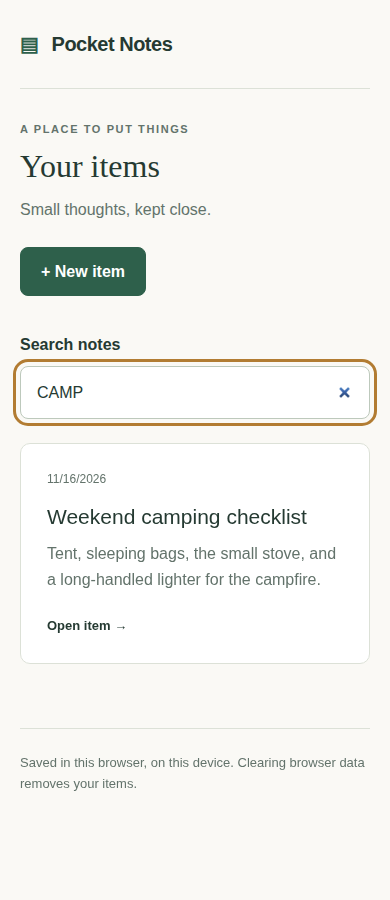 Pocket Notes
A PLACE TO PUT THINGS
Your items
Small thoughts, kept close.
+ New item
Search notes
CAMP
11/16/2026
Weekend camping checklist
Tent, sleeping bags, the small stove, and
a long-handled lighter for the campfire.
Open item →
Saved in this browser, on this device. Clearing browser data
removes your items.